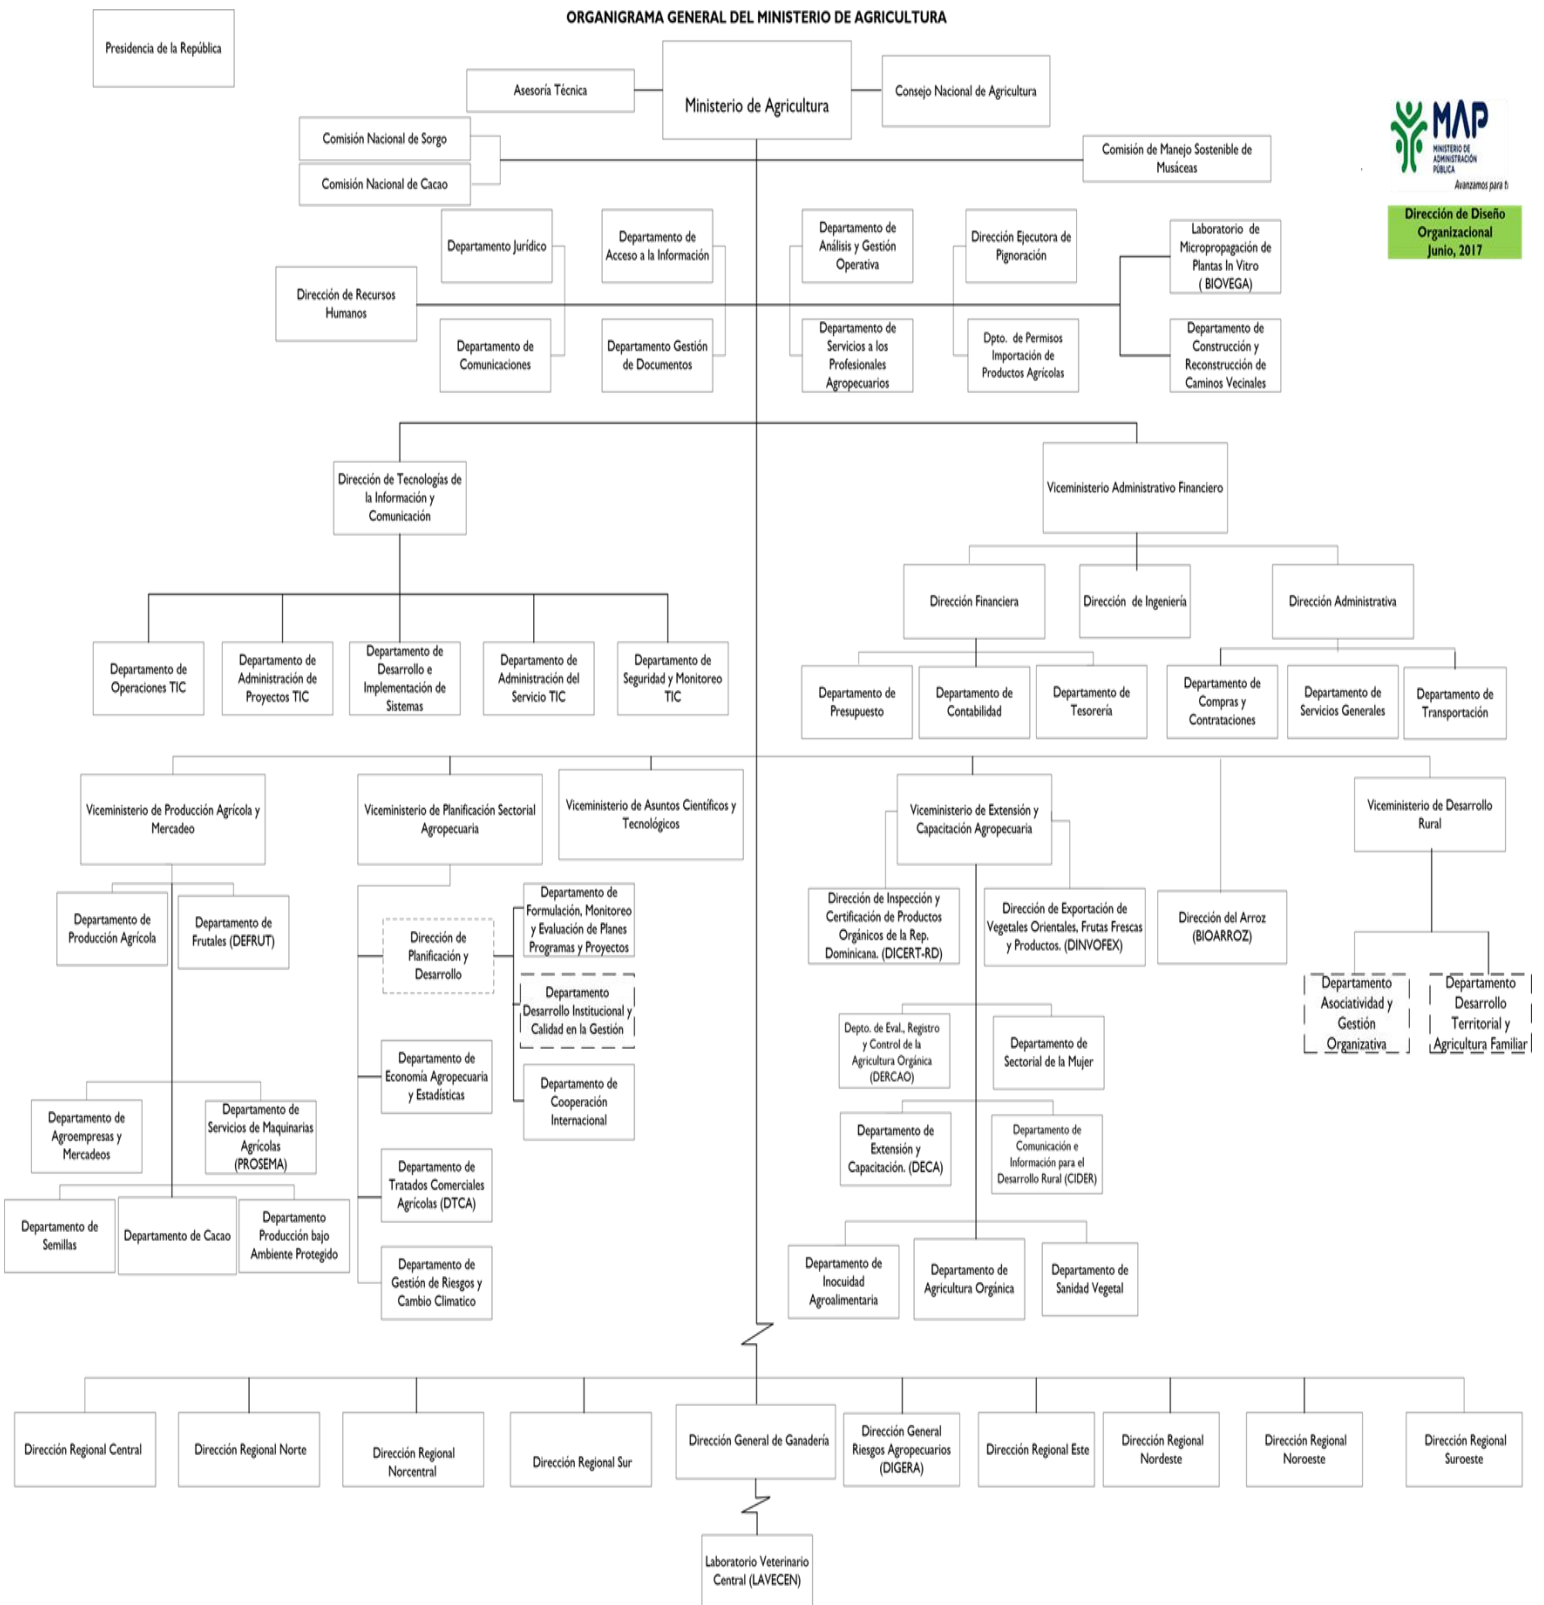 ORGANIGRAMA GENERAL DEL MINISTERIO DE AGRICULTURA
Presidencia de la República
Asesoría Técnica
Ministerio de Agricultura
Consejo Nacional de Agricultura
MAP
MINISTERIO DE
ADMINISTRACIÓN
PÚBLICA
Avanzamos para ti
Dirección de Diseño
Organizacional
Junio, 2017
Comisión Nacional de Sorgo
Comisión Nacional de Cacao
Comisión de Manejo Sostenible de
Musáceas
Departamento Jurídico
Departamento de
Acceso a la Información
Departamento de
Análisis y Gestión
Operativa
Dirección Ejecutora de
Pignoración
Laboratorio de
Micropropagación de
Plantas In Vitro
( BIOVEGA)
Dirección de Recursos
Humanos
Departamento de
Comunicaciones
Departamento Gestión
de Documentos
Departamento de
Servicios a los
Profesionales
Agropecuarios
Dpto. de Permisos
Importación de
Productos Agrícolas
Departamento de
Construcción y
Reconstrucción de
Caminos Vecinales
Dirección de Tecnologías de
la Información y
Comunicación
Viceministerio Administrativo Financiero
Dirección Financiera
Dirección de Ingeniería
Dirección Administrativa
Departamento de
Operaciones TIC
Departamento de
Administración de
Proyectos TIC
Departamento de
Desarrollo e
Implementación de
Sistemas
Departamento de
Administración del
Servicio TIC
Departamento de
Seguridad y Monitoreo
TIC
Departamento de
Presupuesto
Departamento de
Contabilidad
Departamento de
Tesorería
Departamento de
Compras y
Contrataciones
Departamento de
Servicios Generales
Departamento de
Transportación
Viceministerio de Producción Agrícola y
Mercadeo
Viceministerio de Planificación Sectorial
Agropecuaria
Viceministerio de Asuntos Científicos y
Tecnológicos
Viceministerio de Extensión y
Capacitación Agropecuaria
Viceministerio de Desarrollo
Rural
Departamento de
Producción Agrícola
Departamento de
Frutales (DEFRUT)
Dirección de
Planificación y
Desarrollo
Departamento de
Formulación, Monitoreo
y Evaluación de Planes
Programas y Proyectos
Departamento
Desarrollo Institucional y
Calidad en la Gestión
Departamento de
Cooperación
Internacional
Dirección de Inspección y
Certificación de Productos
Orgánicos de la Rep.
Dominicana. (DICERT-RD)
Dirección de Exportación de
Vegetales Orientales, Frutas Frescas
y Productos. (DINVOFEX)
Dirección del Arroz
(BIOARROZ)
Departamento
Asociatividad y
Gestión
Organizativa
Departamento
Desarrollo
Territorial y
Agricultura Familiar
Departamento de
Economía Agropecuaria
y Estadísticas
Depto. de Eval., Registro
y Control de la
Agricultura Orgánica
(DERCAO)
Departamento de
Sectorial de la Mujer
Departamento de
Agroempresas y
Mercadeos
Departamento de
Servicios de Maquinarias
Agrícolas
(PROSEMA)
Departamento de
Tratados Comerciales
Agrícolas (DTCA)
Departamento de
Extensión y
Capacitación. (DECA)
Departamento de
Comunicación e
Información para el
Desarrollo Rural (CIDER)
Departamento de
Semillas
Departamento de Cacao
Departamento
Producción bajo
Ambiente Protegido
Departamento de
Gestión de Riesgos y
Cambio Climatico
Departamento de
Inocuidad
Agroalimentaria
Departamento de
Agricultura Orgánica
Departamento de
Sanidad Vegetal
Dirección Regional Central
Dirección Regional Norte
Dirección Regional
Norcentral
Dirección Regional Sur
Dirección General de Ganadería
Dirección General
Riesgos Agropecuarios
(DIGERA)
Dirección Regional Este
Dirección Regional
Nordeste
Dirección Regional
Noroeste
Dirección Regional
Suroeste
Laboratorio Veterinario
Central (LAVECEN)